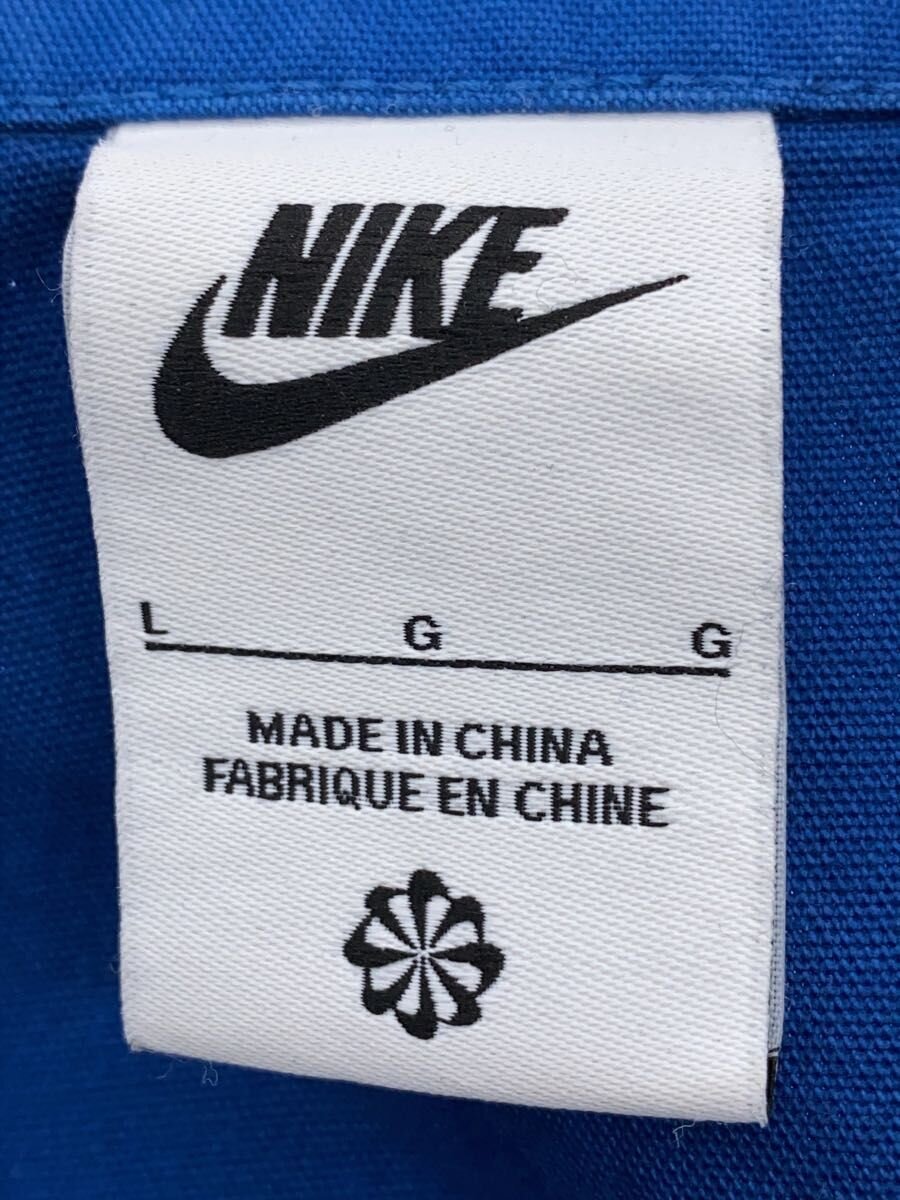 NIKE
L G G
MADE IN CHINA
FABRIQUE EN CHINE